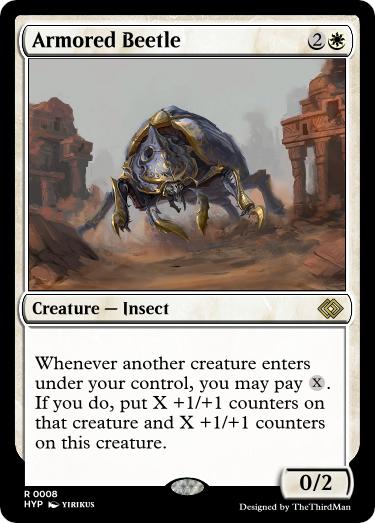 Armored Beetle 2
Creature — Insect
Whenever another creature enters
under your control, you may pay X.
If you do, put X +1/+1 counters on
that creature and X +1/+1 counters
on this creature.
0/2
R 0008
HYP YIRIKUS
Designed by TheThirdMan